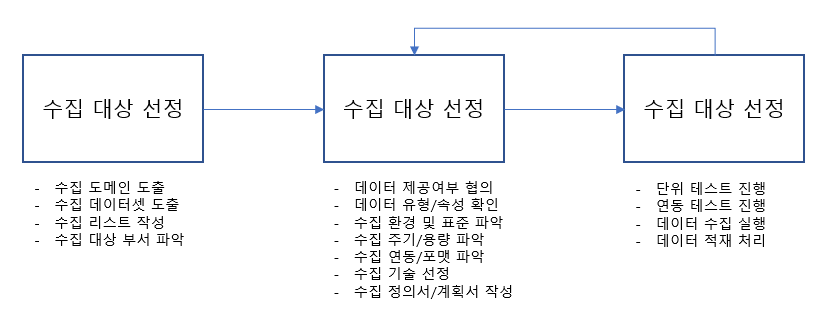 수집 대상 선정
수집 대상 선정
수집 대상 선정
- 수집 도메인 도출
- 수집 데이터셋 도출
- 수집 리스트 작성
- 수집 대상 부서 파악
- 데이터 제공여부 협의
- 데이터 유형/속성 확인
- 수집 환경 및 표준 파악
- 수집 주기/용량 파악
- 수집 연동/포맷 파악
- 수집 기술 선정
- 수집 정의서/계획서 작성
- 단위 테스트 진행
- 연동 테스트 진행
- 데이터 수집 실행
- 데이터 적재 처리